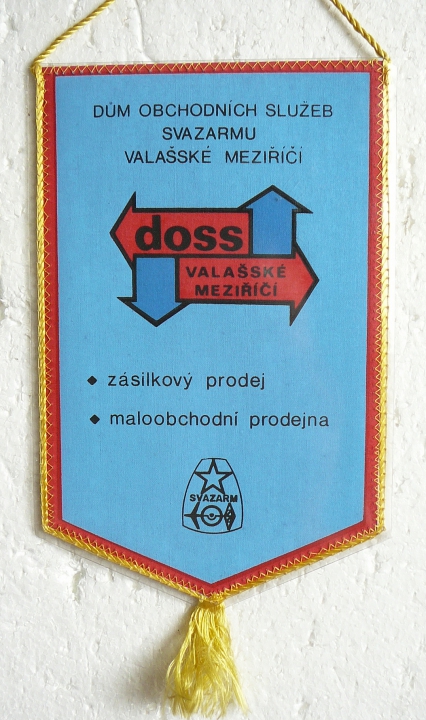 DŮM OBCHODNÍCH SLUŽEB
SVAZARMU
VALAŠSKÉ MEZIŘÍČÍ
doss
VALAŠSKÉ
MEZIŘÍČÍ
zásilkový prodej
maloobchodní prodejna
SVAZARM